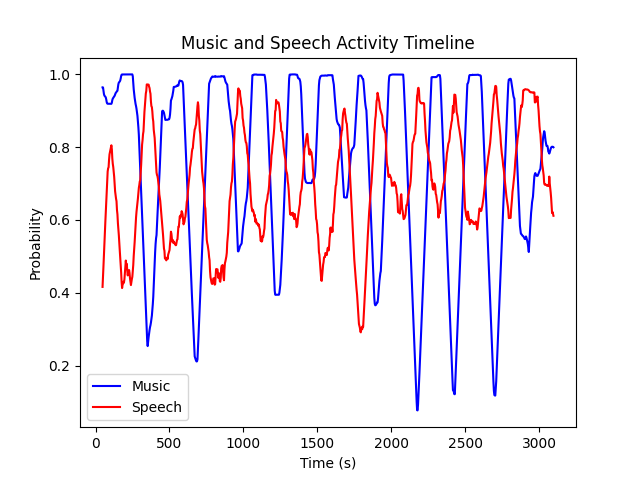 Music and Speech Activity Timeline
1.0
0.8
0.6
0.4
0.2
Probability
Music
Speech
0 500 1000 1500 2000 2500 3000
Time (s)